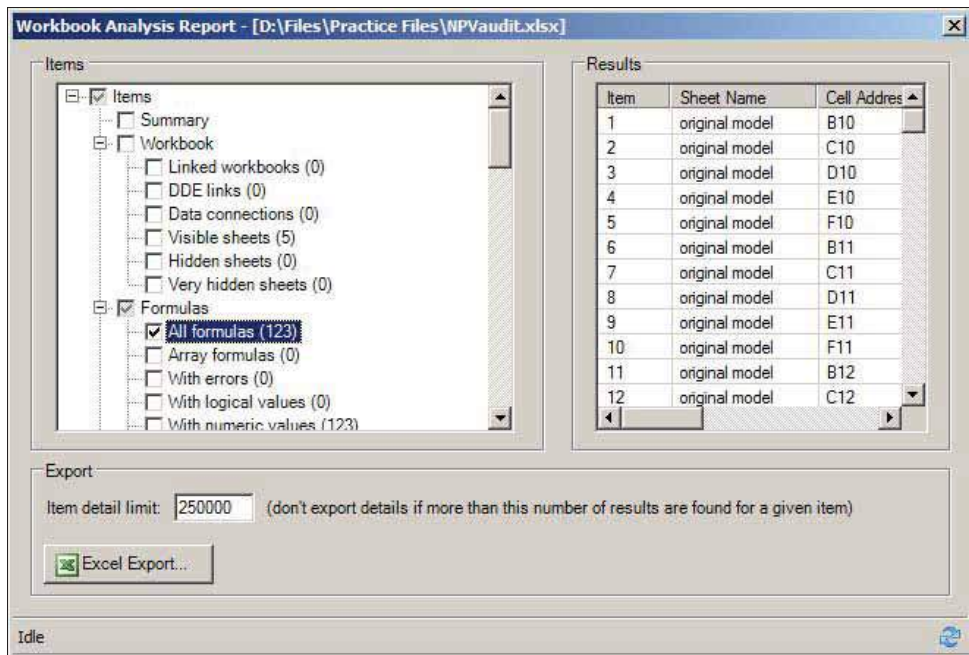 Workbook Analysis Report - [D:\Files\Practice Files\NPVaudit.xlsx]
Items
Items
Summary
Workbook
Linked workbooks (0)
DDE links (0)
Data connections (0)
Visible sheets (5)
Hidden sheets (0)
Very hidden sheets (0)
Formulas
All formulas (123)
Array formulas (0)
With errors (0)
With logical values (0)
With numeric values (123)
Results
Item Sheet Name Cell Addres
1 original model B10
2 original model C10
3 original model D10
4 original model E10
5 original model F10
6 original model B11
7 original model C11
8 original model D11
9 original model E11
10 original model F11
11 original model B12
12 original model C12
Export
Item detail limit: 250000 (don't export details if more than this number of results are found for a given item)
Excel Export...
Idle